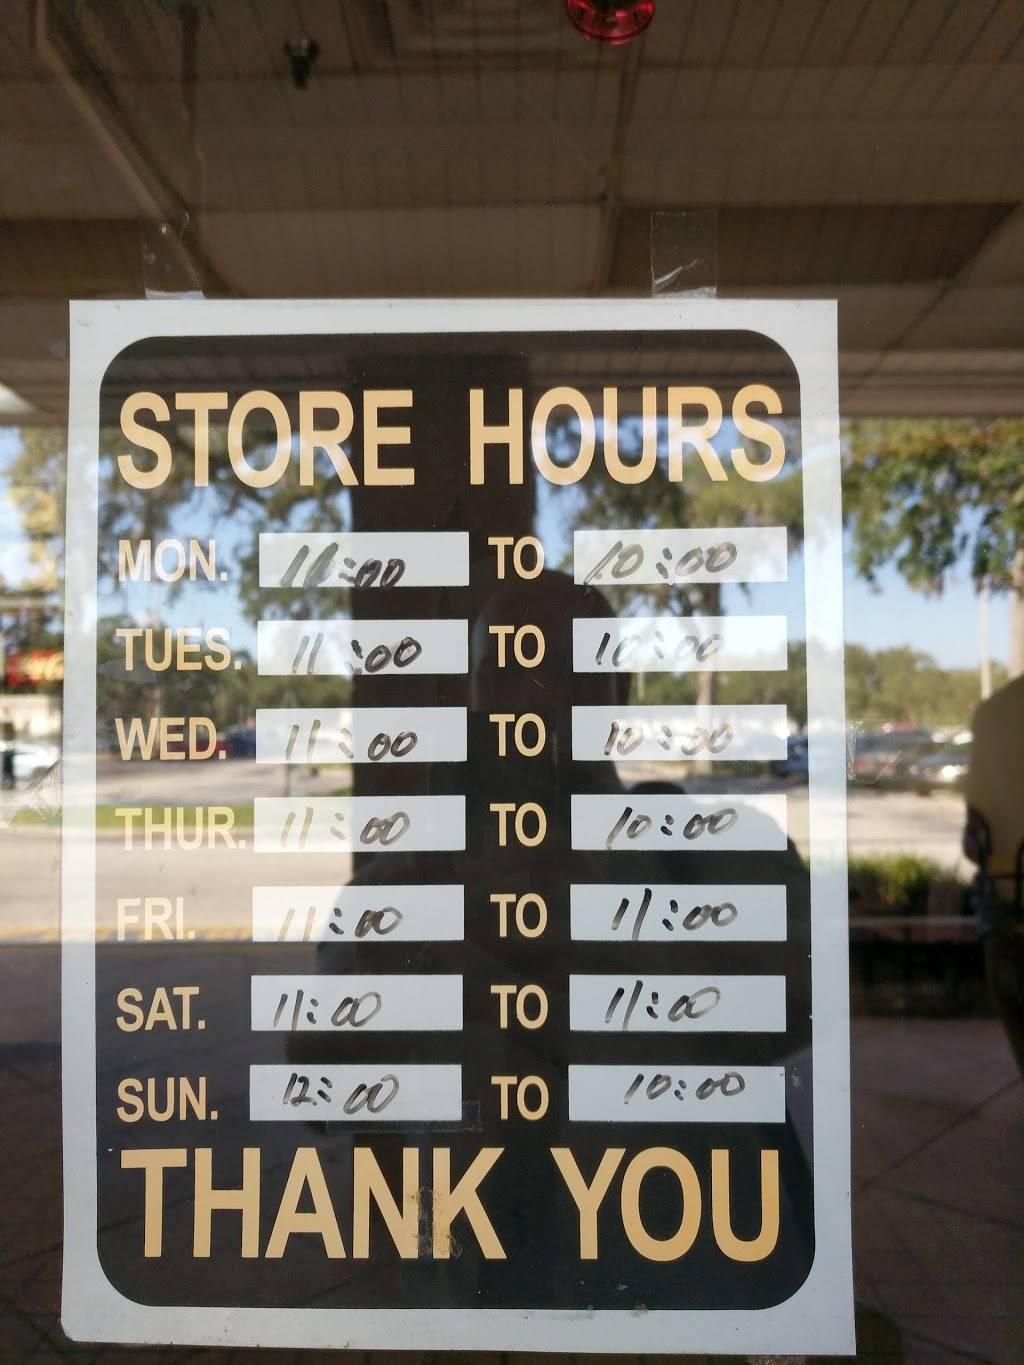 STORE HOURS
MON. 11:00 TO 10:00
TUES. 11:00 TO 10:00
WED. 11:00 TO 10:00
THUR. 11:00 TO 10:00
FRI. 11:00 TO 11:00
SAT. 11:00 TO 11:00
SUN. 12:00 TO 10:00
THANK YOU